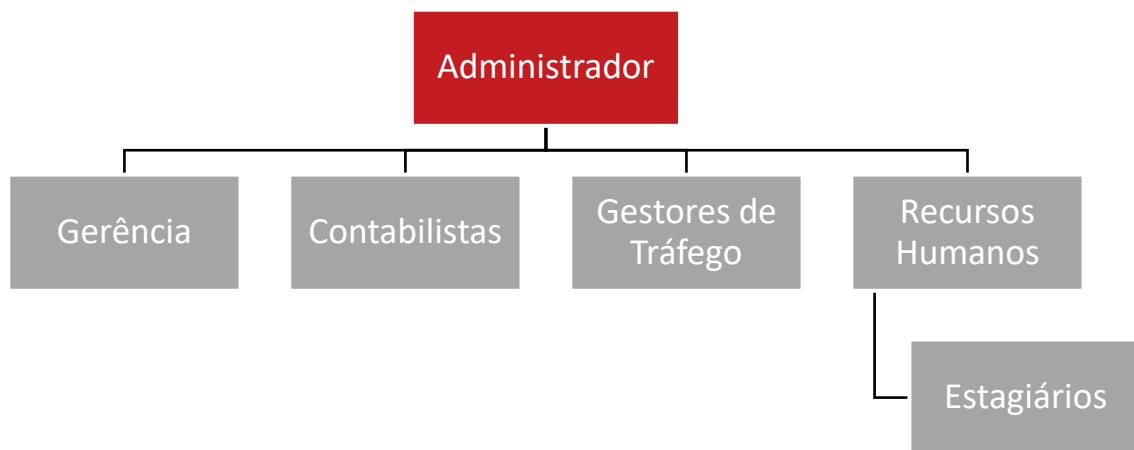 Administrador
Gerência
Contabilistas
Gestores de
Tráfego
Recursos
Humanos
Estagiários